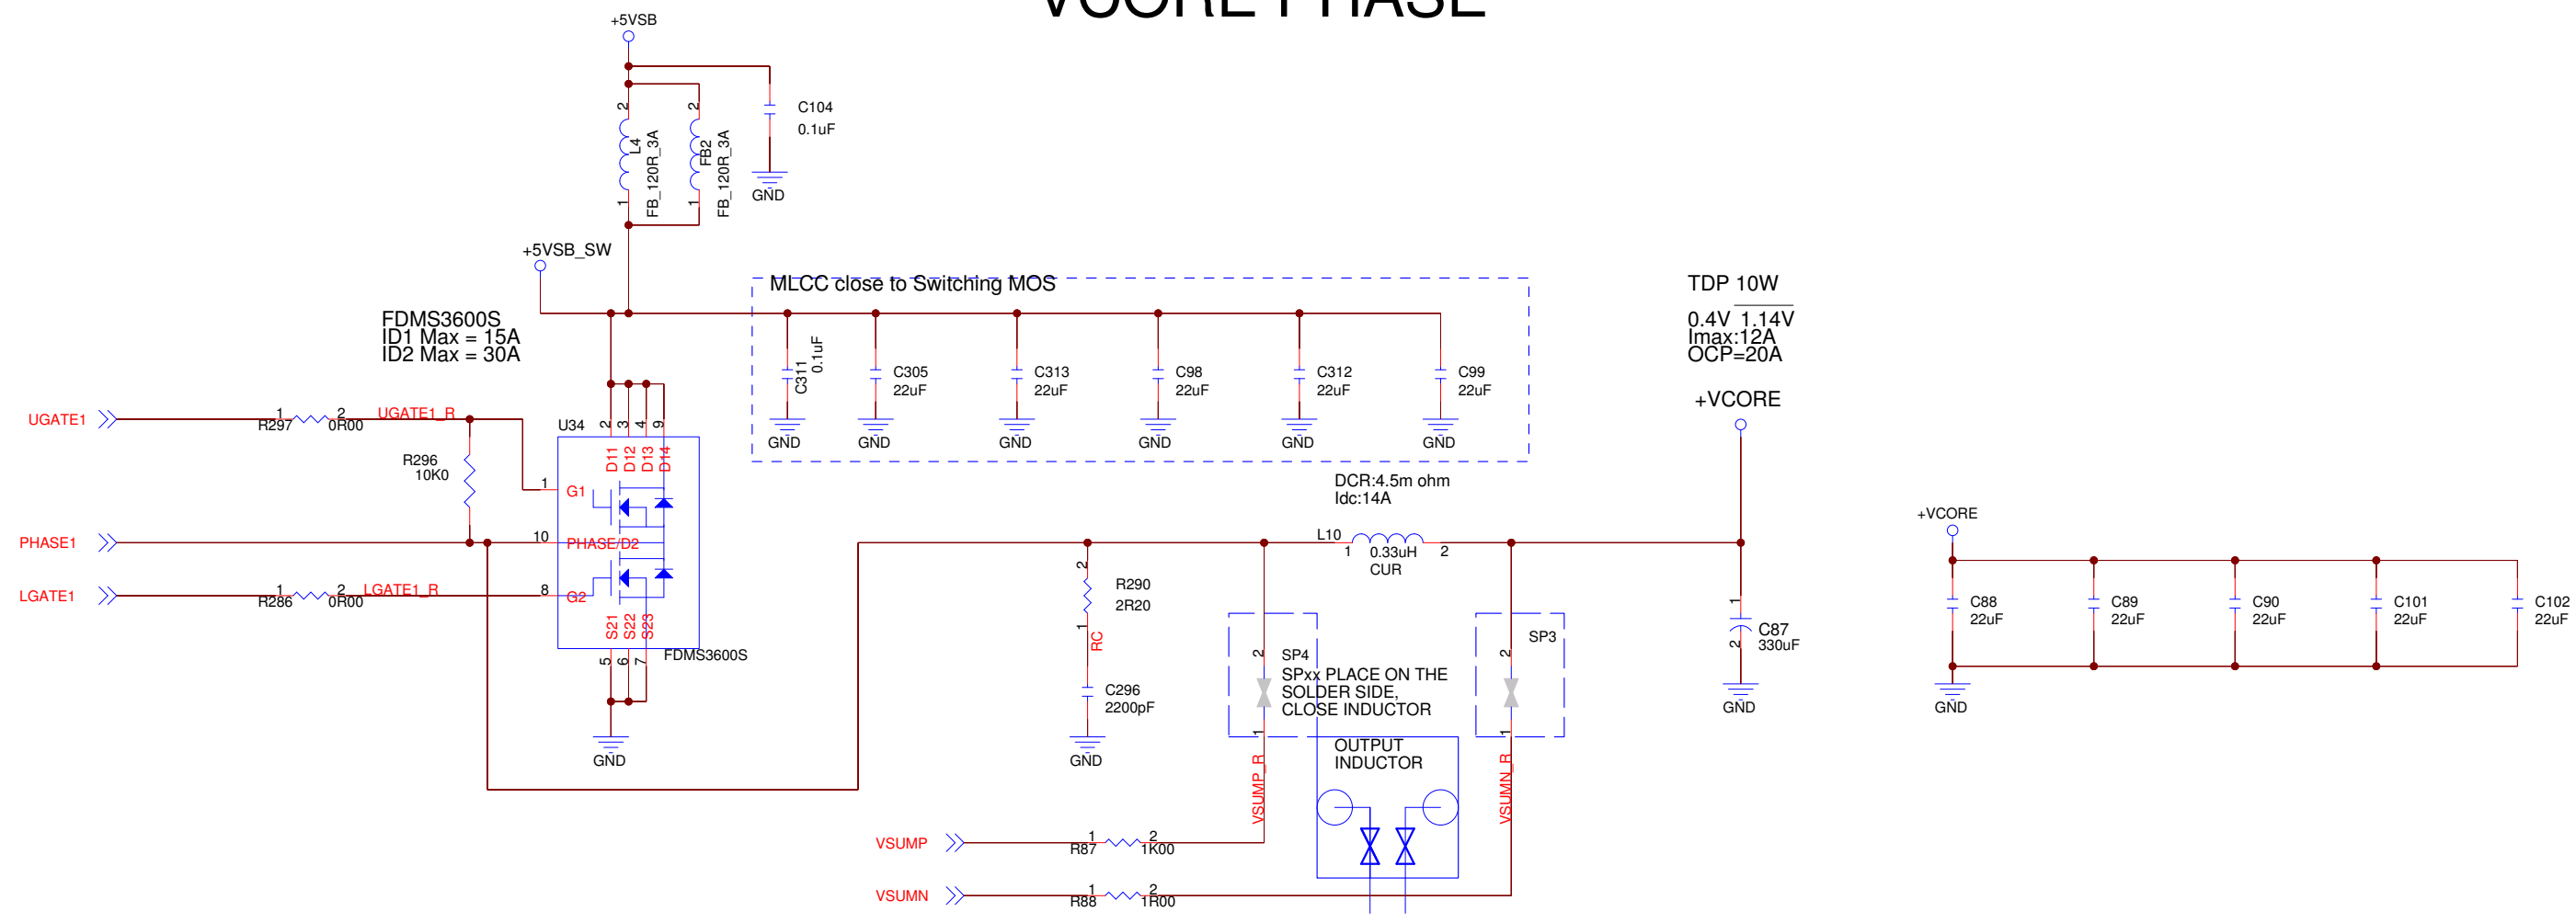 VCORE PHASE
+5VSB
C104
0.1uF
GND
2
L4
FB_120R_3A
1
2
FB2
FB_120R_3A
1
+5VSB_SW
MLCC close to Switching MOS
C311
0.1uF
GND
C305
22uF
GND
C313
22uF
GND
C98
22uF
GND
C312
22uF
GND
C99
22uF
GND
TDP 10W
0.4V 1.14V
Imax:12A
OCP=20A
+VCORE
FDMS3600S
ID1 Max = 15A
ID2 Max = 30A
UGATE1
1
R297
2
0R00
UGATE1_R
R296
10K0
PHASE1
LGATE1
1
R286
2
0R00
LGATE1_R
U34
2
3
4
9
D11
D12
D13
D14
1
G1
10
PHASE/D2
8
G2
S21
S22
S23
5
6
7
FDMS3600S
GND
DCR:4.5m ohm
Idc:14A
L10
1
0.33uH
CUR
2
2
R290
2R20
1
RC
C296
2200pF
GND
2
SP4
SPxx PLACE ON THE
SOLDER SIDE,
CLOSE INDUCTOR
1
VSUMP_R
2
SP3
1
VSUMN_R
OUTPUT
INDUCTOR
VSUMP
1
R87
2
1K00
VSUMN
1
R88
2
1R00
1
C87
330uF
2
GND
+VCORE
C88
22uF
C89
22uF
C90
22uF
C101
22uF
C102
22uF
GND